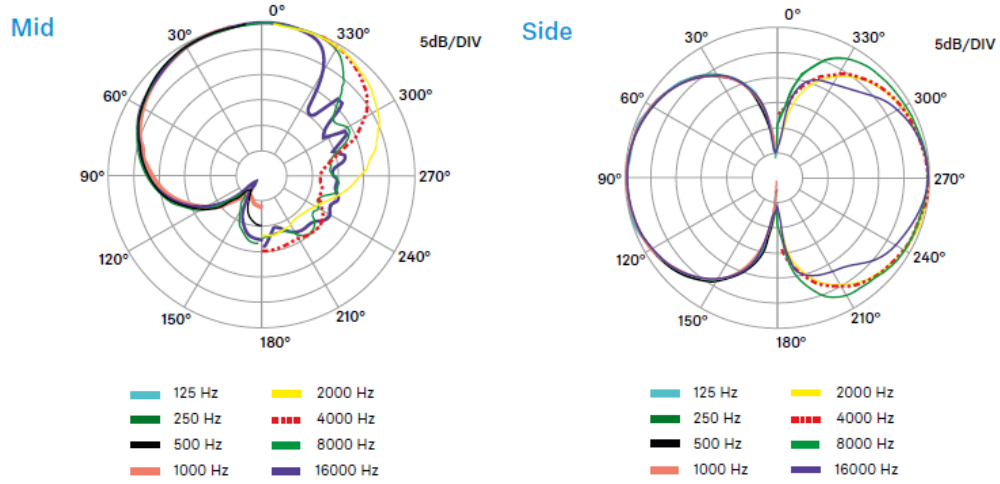 Mid
0°
30°
330°
5dB/DIV
60°
300°
90°
270°
120°
240°
150°
210°
180°
125 Hz
2000 Hz
250 Hz
4000 Hz
500 Hz
8000 Hz
1000 Hz
16000 Hz
Side
0°
30°
330°
5dB/DIV
60°
300°
90°
270°
120°
240°
150°
210°
180°
125 Hz
2000 Hz
250 Hz
4000 Hz
500 Hz
8000 Hz
1000 Hz
16000 Hz